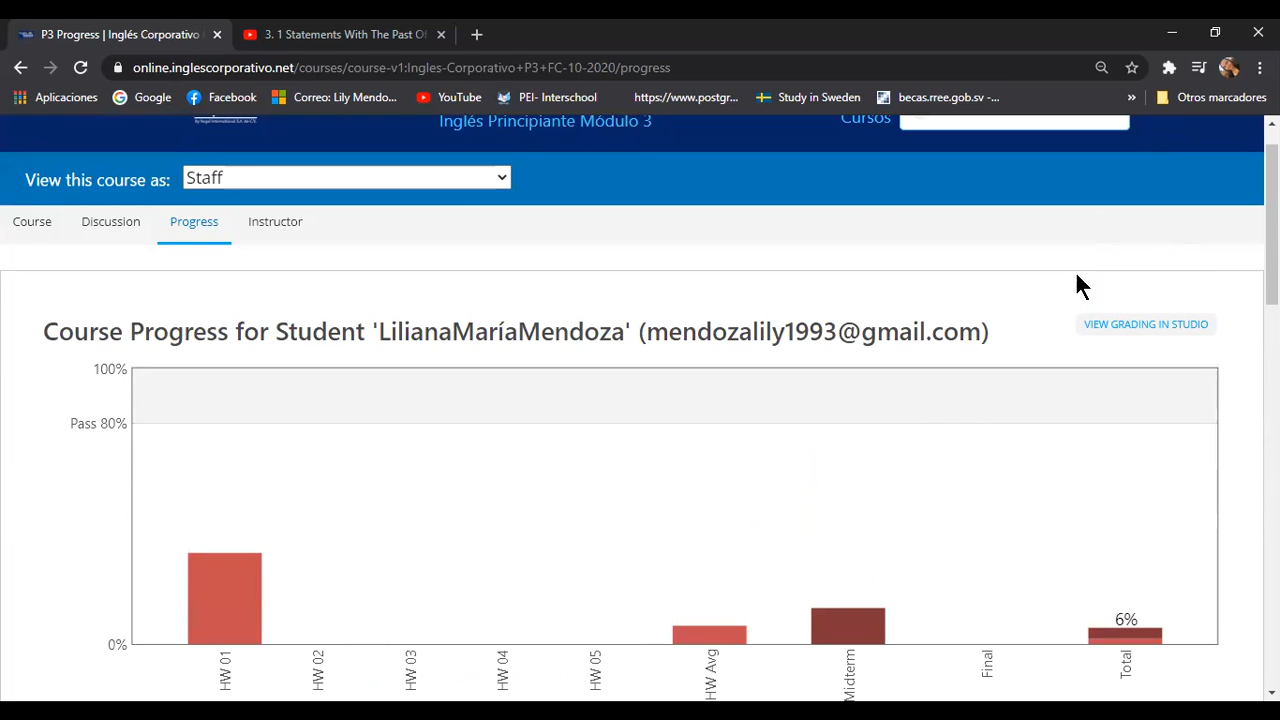 P3 Progress | Inglés Corporativo
3. 1 Statements With The Past Of
online.inglescorporativo.net/courses/course-v1:Ingles-Corporativo+P3+FC-10-2020/progress
Aplicaciones Google Facebook Correo: Lily Mendo... YouTube PEI- Interschool https://www.postgr... Study in Sweden becas.rree.gob.sv -... » Otros marcadores
Inglés Principiante Módulo 3
Cursos
View this course as: Staff
Course Discussion Progress Instructor
VIEW GRADING IN STUDIO
Course Progress for Student 'LilianaMaríaMendoza' (mendozalily1993@gmail.com)
100%
Pass 80%
6%
0%
HW 01
HW 02
HW 03
HW 04
HW 05
HW Avg
Midterm
Final
Total